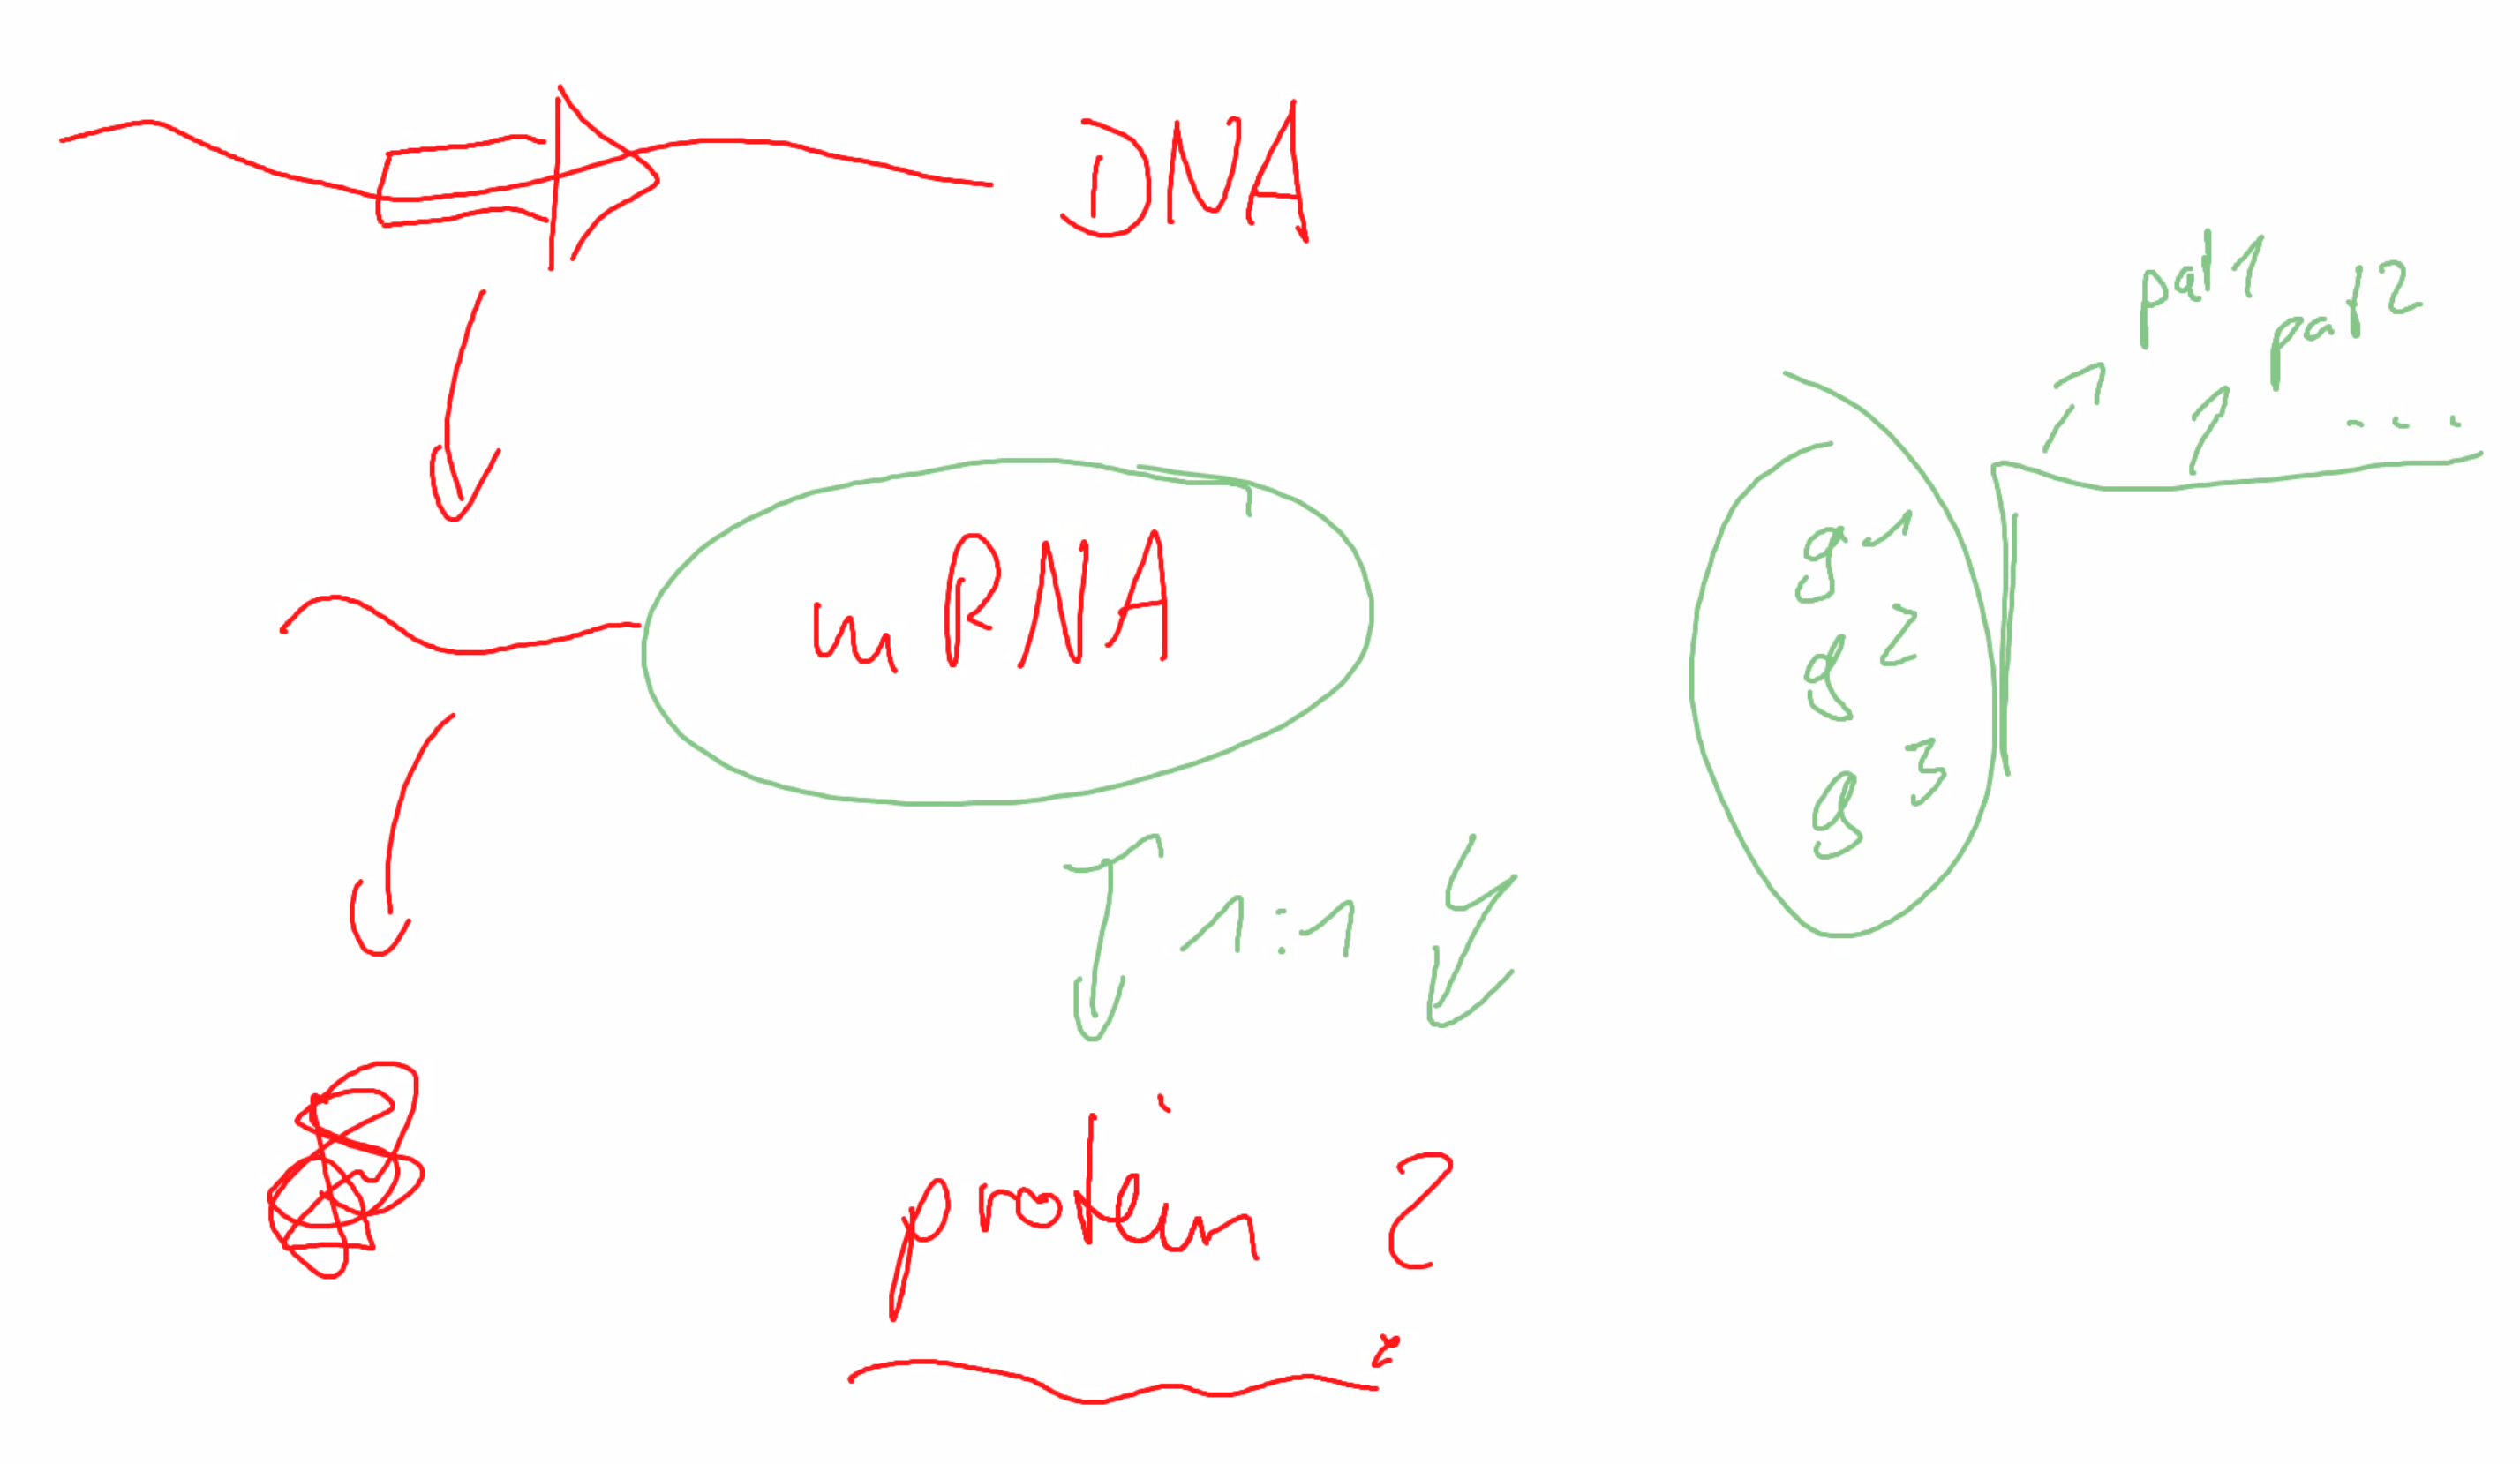 DNA
pat1
pat2
...
mRNA
g1
g2
g3
1:1
protein ?